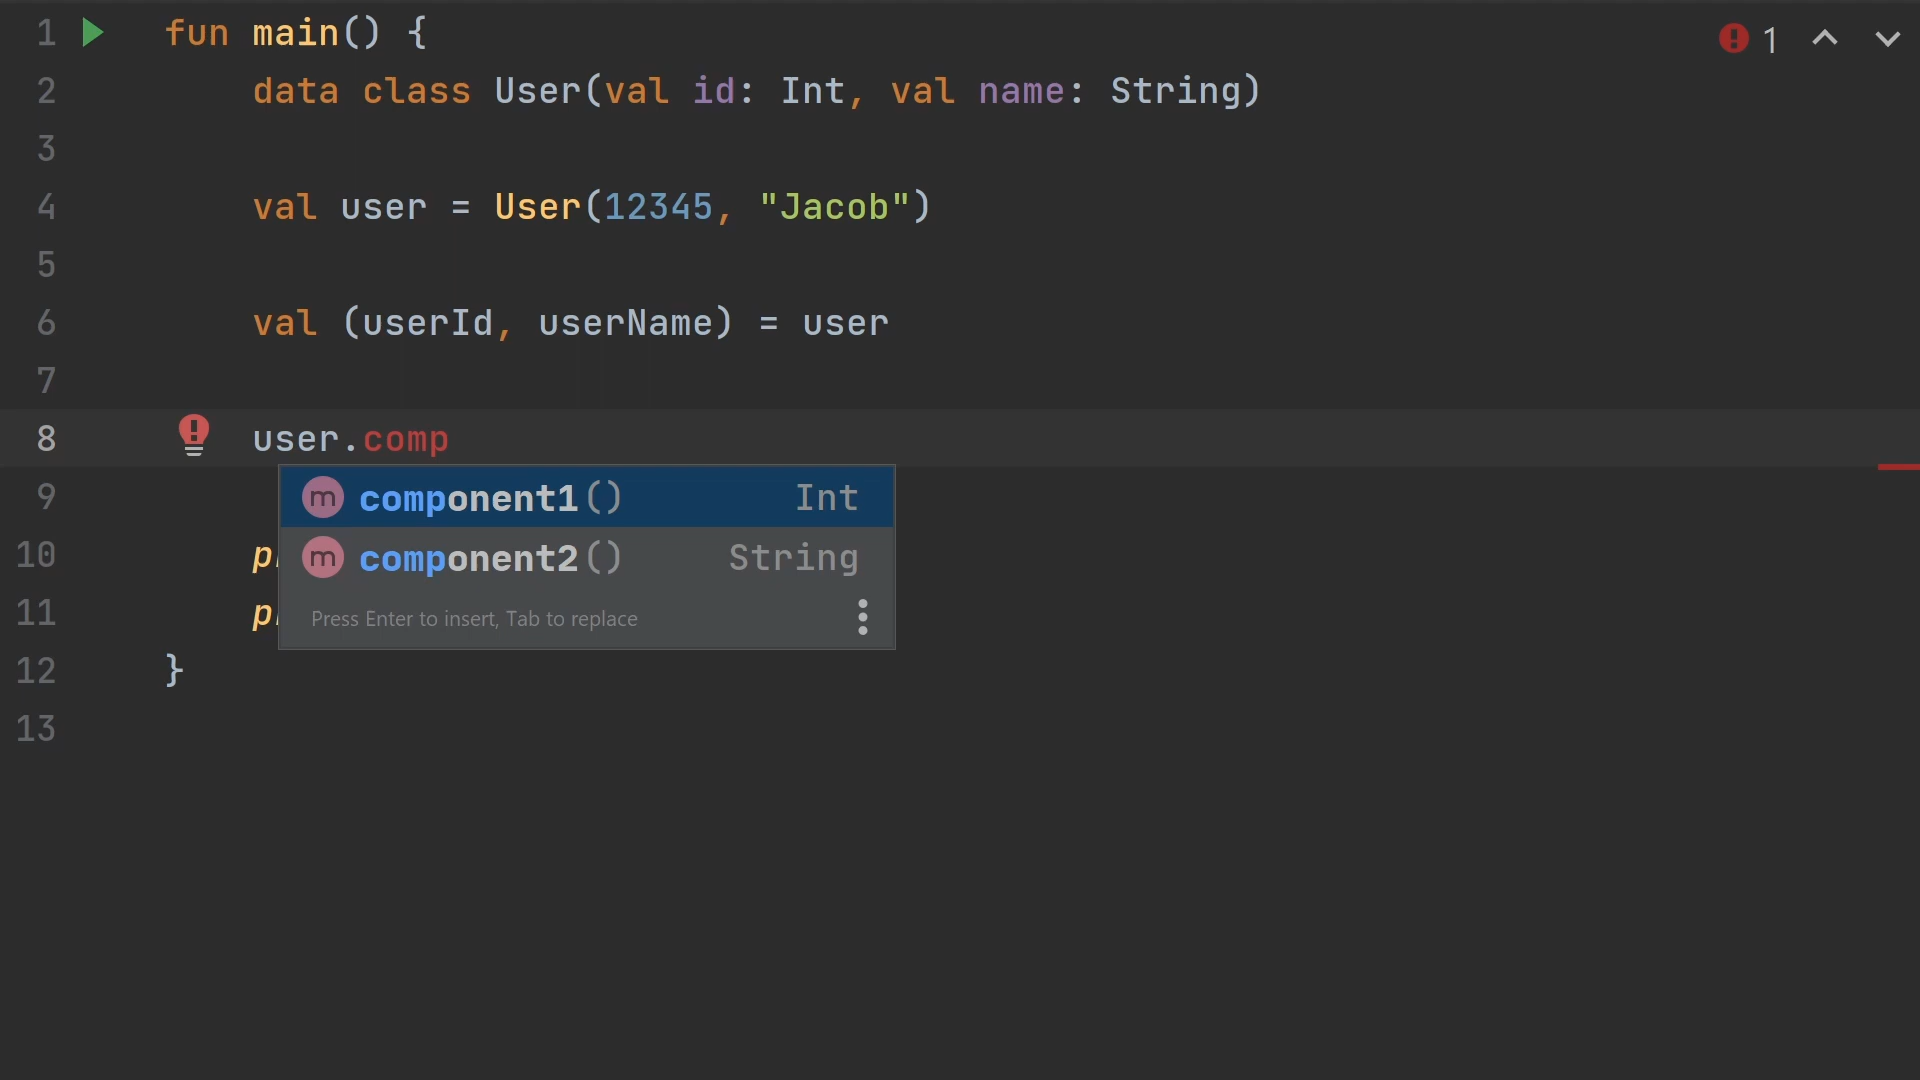 1 fun main() {
2 data class User(val id: Int, val name: String)
3
4 val user = User(12345, "Jacob")
5
6 val (userId, userName) = user
7
8 user.comp
9
10
11
12 }
13
m component1() Int
m component2() String
Press Enter to insert, Tab to replace
1